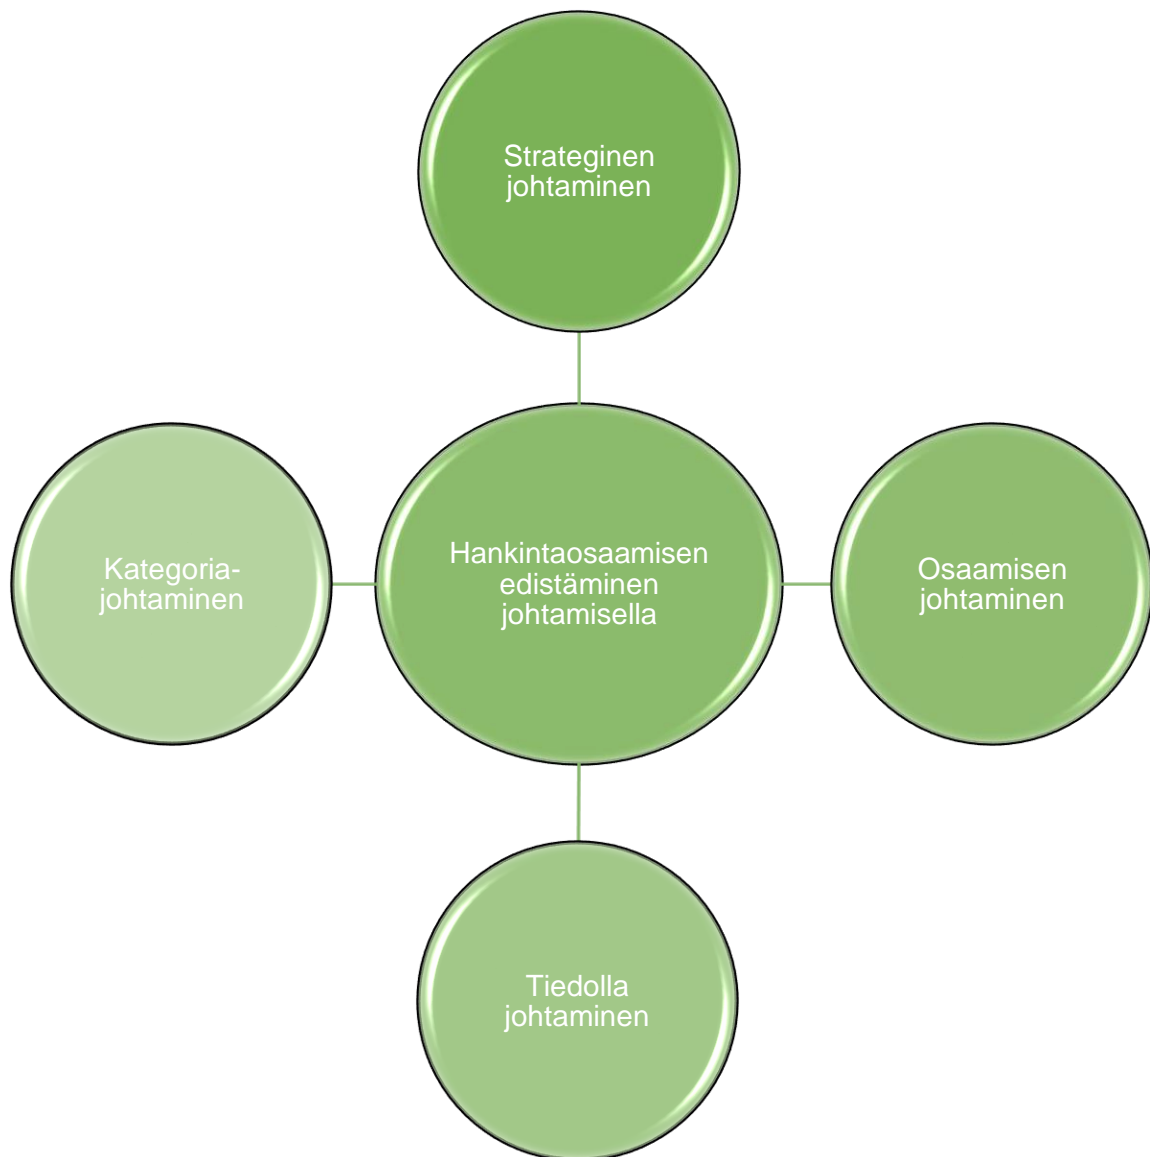 Strateginen
johtaminen
Kategoria-
johtaminen
Hankintaosaamisen
edistäminen
johtamisella
Osaamisen
johtaminen
Tiedolla
johtaminen